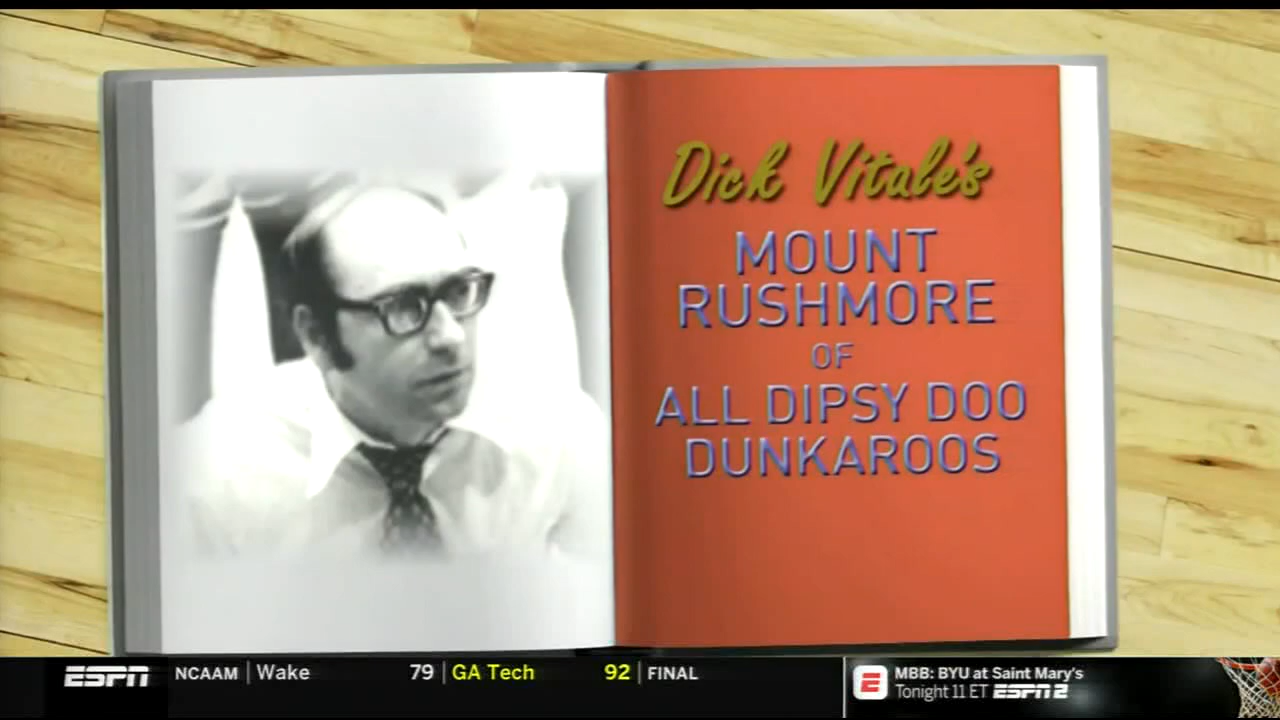 Dick Vitale's
MOUNT
RUSHMORE
OF
ALL DIPSY DOO
DUNKAROOS
ESPN NCAAM Wake 79 GA Tech 92 FINAL
E MBB: BYU at Saint Mary's
Tonight 11 ET ESPN2